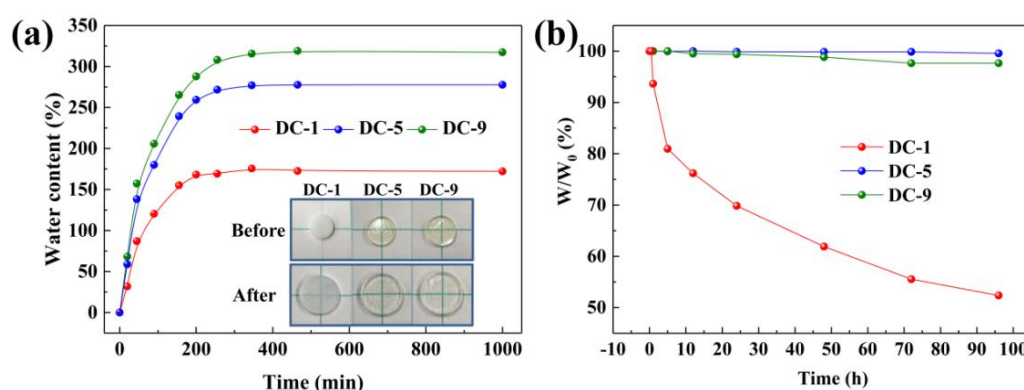 (a)
Water content (%)
350
300
250
200
150
100
50
0
DC-1 DC-5 DC-9
DC-1 DC-5 DC-9
Before
After
0 200 400 600 800 1000
Time (min)
(b)
W/W₀ (%)
100
90
80
70
60
50
DC-1
DC-5
DC-9
-10 0 10 20 30 40 50 60 70 80 90 100
Time (h)